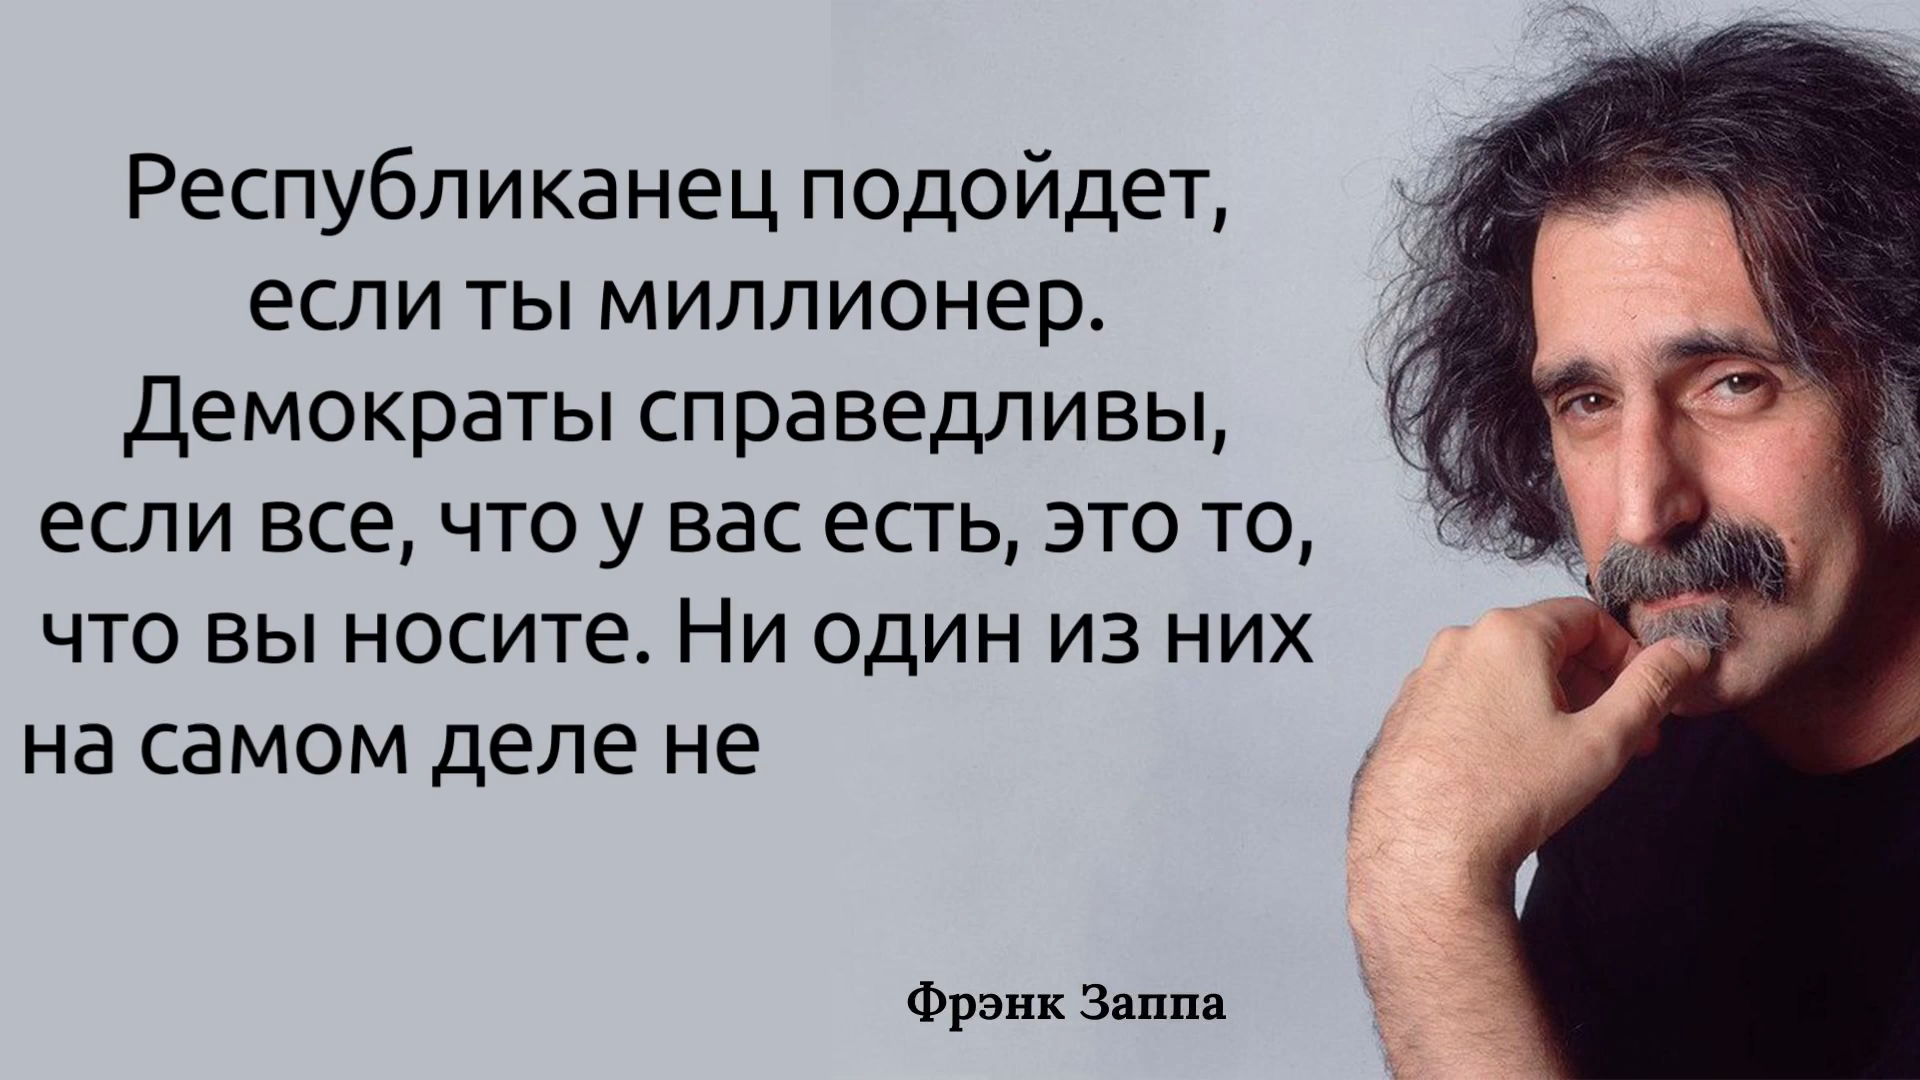 Республиканец подойдет,
если ты миллионер.
Демократы справедливы,
если все, что у вас есть, это то,
что вы носите. Ни один из них
на самом деле не
Фрэнк Заппа